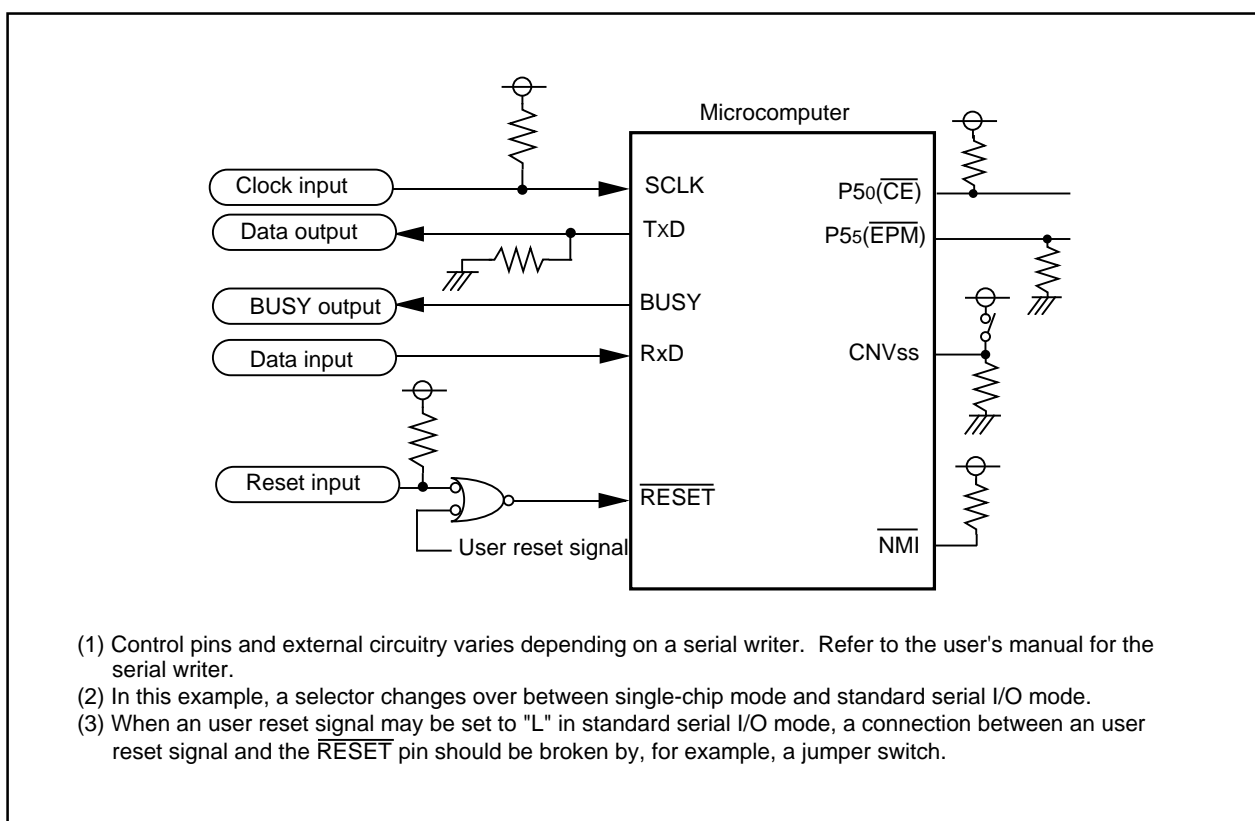 Microcomputer
Clock input
SCLK
P50(CE)
Data output
TxD
P55(EPM)
BUSY output
BUSY
Data input
RxD
CNVss
Reset input
RESET
User reset signal
NMI
(1) Control pins and external circuitry varies depending on a serial writer. Refer to the user's manual for the
serial writer.
(2) In this example, a selector changes over between single-chip mode and standard serial I/O mode.
(3) When an user reset signal may be set to "L" in standard serial I/O mode, a connection between an user
reset signal and the RESET pin should be broken by, for example, a jumper switch.